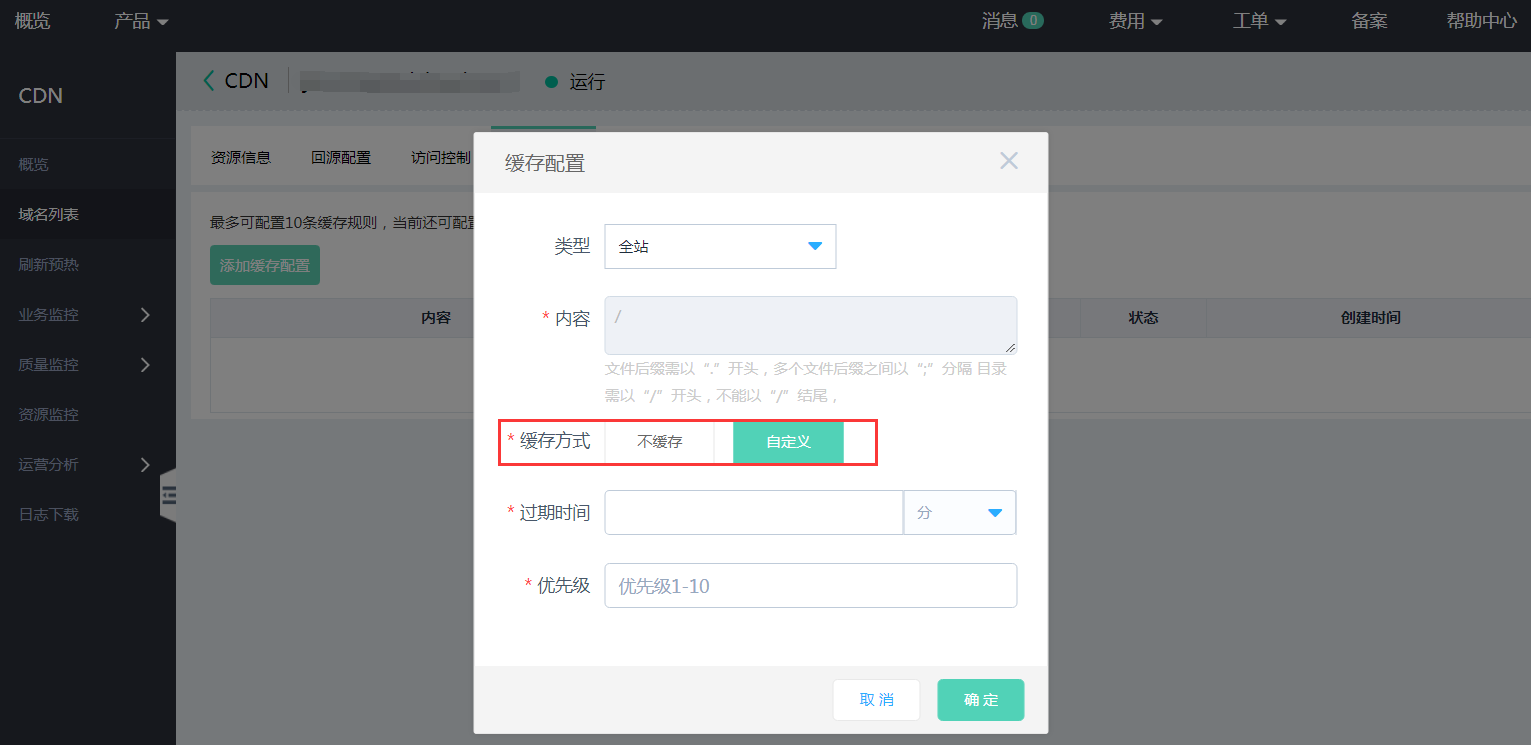 概览 产品 消息 0 费用 工单 备案 帮助中心
CDN
概览
域名列表
刷新预热
业务监控
质量监控
资源监控
运营分析
日志下载
CDN 运行
资源信息 回源配置 访问控制
最多可配置10条缓存规则，当前还可配置
添加缓存配置
内容 状态 创建时间
缓存配置
类型 全站
* 内容 /
文件后缀需以“.”开头，多个文件后缀之间以“;”分隔 目录
需以“/”开头，不能以“/”结尾，
* 缓存方式 不缓存 自定义
* 过期时间 分
* 优先级 优先级1-10
取消 确定